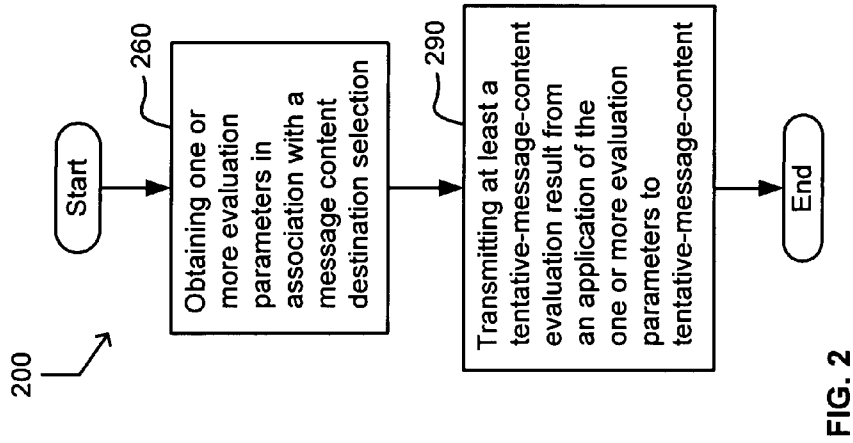 200
Start
260
Obtaining one or
more evaluation
parameters in
association with a
message content
destination selection
290
Transmitting at least a
tentative-message-content
evaluation result from
an application of the
one or more evaluation
parameters to
tentative-message-content
End
FIG. 2